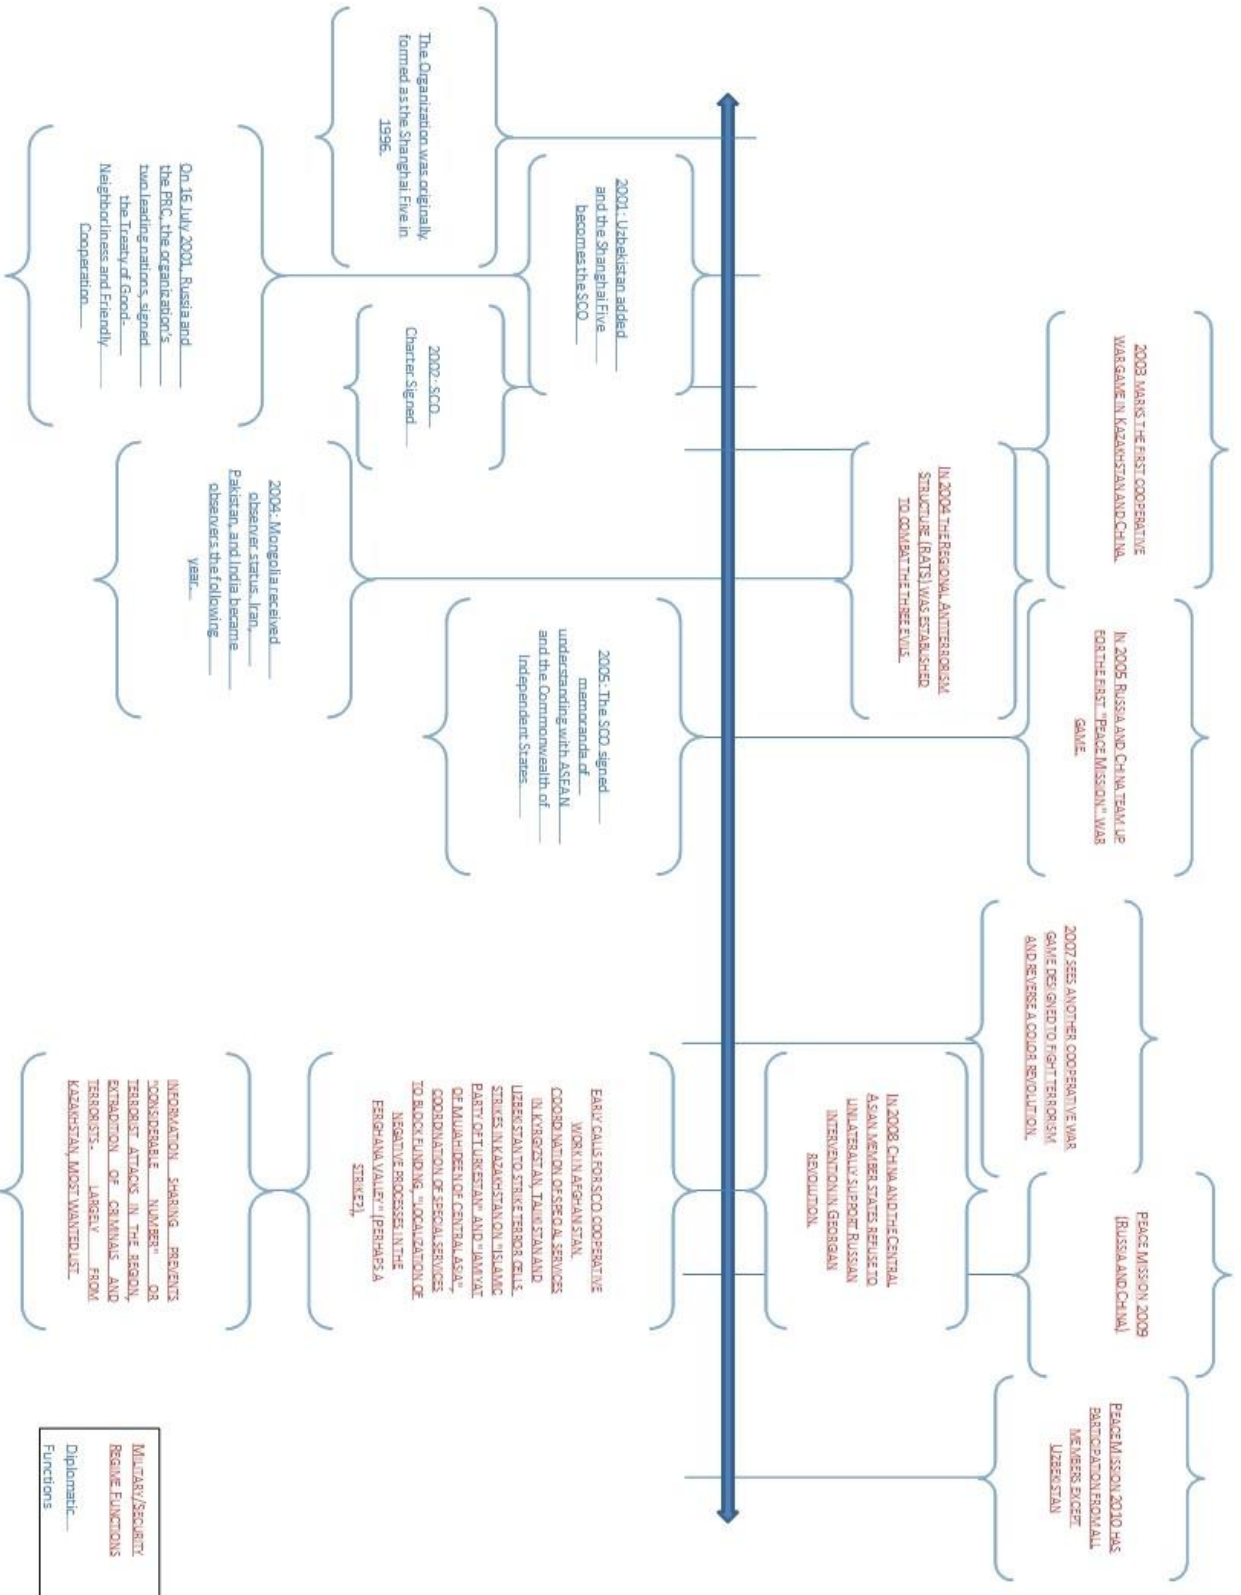 2003 MARKS THE FIRST COOPERATIVE
WAR GAME IN KAZAKHSTAN AND CHINA.
IN 2005 RUSSIA AND CHINA TEAM UP
FOR THE FIRST "PEACE MISSION" WAR
GAME.
2007 SEES ANOTHER COOPERATIVE WAR
GAME DESIGNED TO FIGHT TERRORISM
AND REVERSE A COLOR REVOLUTION.
PEACE MISSION 2009
(RUSSIA AND CHINA)
PEACE MISSION 2010 HAS
PARTICIPATION FROM ALL
MEMBERS EXCEPT
UZBEKISTAN
IN 2004 THE REGIONAL ANTITERRORISM
STRUCTURE (RATS) WAS ESTABLISHED
TO COMBAT THE THREE EVILS.
IN 2008 CHINA AND THE CENTRAL
ASIAN MEMBER STATES REFUSE TO
UNILATERALLY SUPPORT RUSSIAN
INTERVENTION IN GEORGIAN
REVOLUTION.
The Organization was originally
formed as the Shanghai Five in
1996.
2001: Uzbekistan added
and the Shanghai Five
becomes the SCO
On 16 July 2001, Russia and
the PRC, the organization's
two leading nations, signed
the Treaty of Good-
Neighborliness and Friendly
Cooperation
2002: SCO
Charter Signed
2004: Mongolia received
observer status. Iran,
Pakistan, and India became
observers the following
year.
2005: The SCO signed
memoranda of
understanding with ASEAN
and the Commonwealth of
Independent States.
EARLY CALLS FOR SCO COOPERATIVE
WORK IN AFGHANISTAN.
COORDINATION OF SPECIAL SERVICES
IN KYRGYZSTAN, TAJIKISTAN AND
UZBEKISTAN TO STRIKE TERROR CELLS.
STRIKES IN KAZAKHSTAN ON "ISLAMIC
PARTY OF TURKESTAN" AND "JAMIYAT
OF MUJAHIDEEN OF CENTRAL ASIA",
COORDINATION OF SPECIAL SERVICES
TO BLOCK FUNDING, "LOCALIZATION OF
NEGATIVE PROCESSES IN THE
FERGHANA VALLEY" (PERHAPS A
STRIKE?),
INFORMATION SHARING PREVENTS
"CONSIDERABLE NUMBER" OR
TERRORIST ATTACKS IN THE REGION,
EXTRADITION OF CRIMINALS AND
TERRORISTS- LARGELY FROM
KAZAKHSTAN, MOST WANTED LIST.
MILITARY/SECURITY
REGIME FUNCTIONS
Diplomatic
Functions